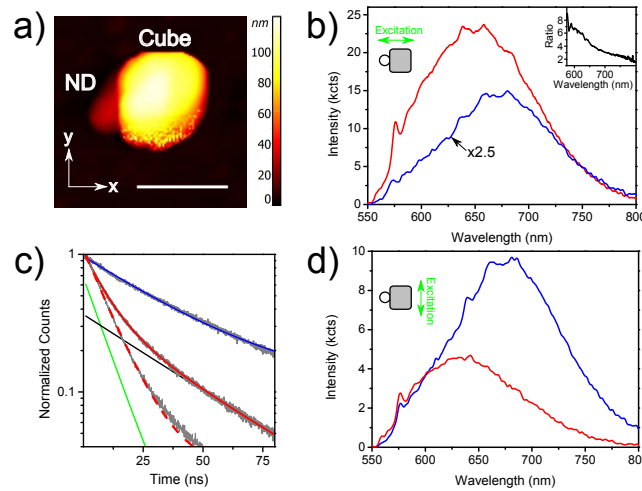 a)
nm
Cube
ND
y
x
100
80
60
40
20
0
b)
Excitation
x2.5
Intensity (kcts)
25
20
15
10
5
0
550 600 650 700 750 800
Wavelength (nm)
Ratio
8
6
4
2
600 700
Wavelength (nm)
c)
Normalized Counts
1
0.1
25 50 75
Time (ns)
d)
Excitation
Intensity (kcts)
10
8
6
4
2
0
550 600 650 700 750 800
Wavelength (nm)